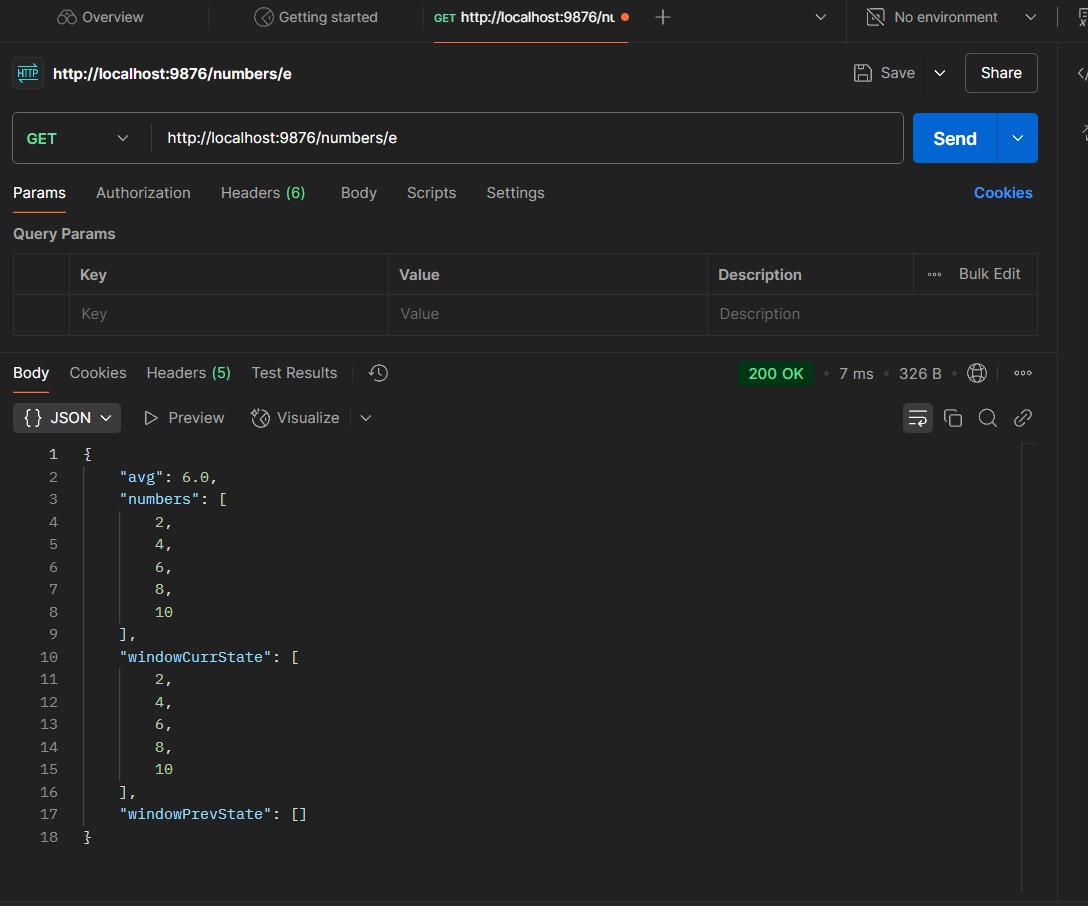 Overview Getting started GET http://localhost:9876/nu No environment
HTTP http://localhost:9876/numbers/e Save Share
GET http://localhost:9876/numbers/e Send
Params Authorization Headers (6) Body Scripts Settings Cookies
Query Params
Key Value Description Bulk Edit
Key Value Description
Body Cookies Headers (5) Test Results 200 OK • 7 ms • 326 B •
{} JSON Preview Visualize
1 {
2 "avg": 6.0,
3 "numbers": [
4 2,
5 4,
6 6,
7 8,
8 10
9 ],
10 "windowCurrState": [
11 2,
12 4,
13 6,
14 8,
15 10
16 ],
17 "windowPrevState": []
18 }